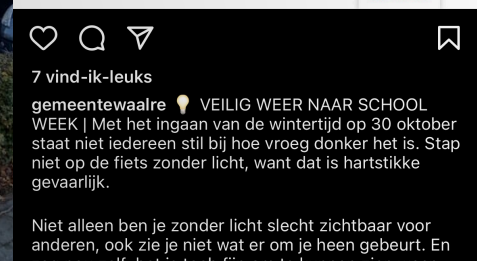 7 vind-ik-leuks
gemeentewaalre 💡 VEILIG WEER NAAR SCHOOL
WEEK | Met het ingaan van de wintertijd op 30 oktober
staat niet iedereen stil bij hoe vroeg donker het is. Stap
niet op de fiets zonder licht, want dat is hartstikke
gevaarlijk.
Niet alleen ben je zonder licht slecht zichtbaar voor
anderen, ook zie je niet wat er om je heen gebeurt. En